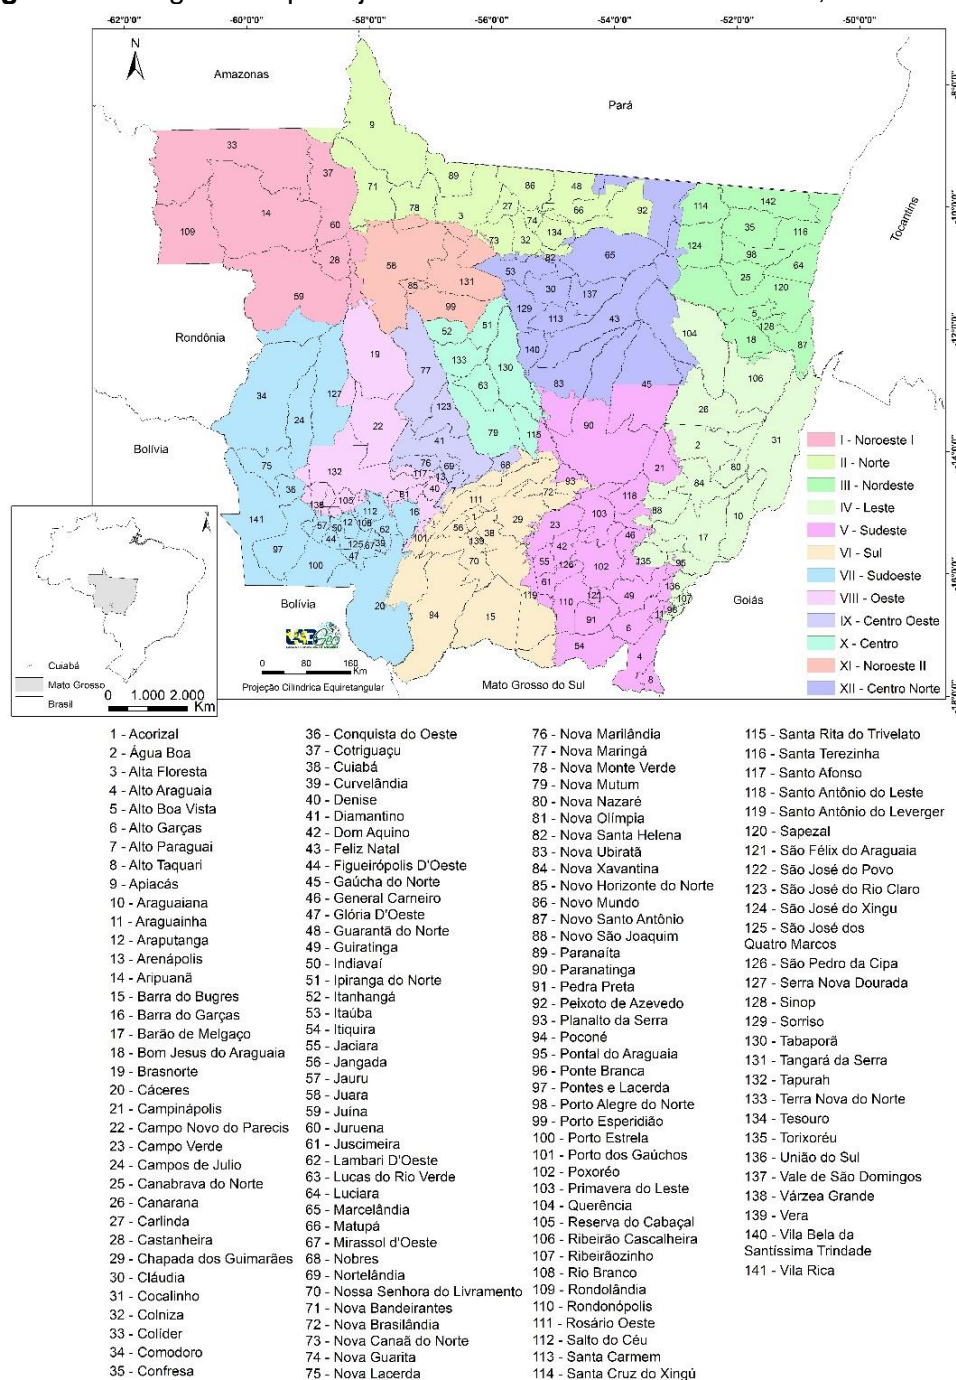 -62°0'0"
-60°0'0"
-58°0'0"
-56°0'0"
-54°0'0"
-52°0'0"
-50°0'0"
N
Amazonas
Pará
Tocantins
Rondônia
Bolívia
Bolívia
Goiás
Mato Grosso do Sul
-8°0'0"
-10°0'0"
-12°0'0"
-14°0'0"
-16°0'0"
-18°0'0"
I - Noroeste I
II - Norte
III - Nordeste
IV - Leste
V - Sudeste
VI - Sul
VII - Sudoeste
VIII - Oeste
IX - Centro Oeste
X - Centro
XI - Noroeste II
XII - Centro Norte
Cuiabá
Mato Grosso
Brasil
0 1.000 2.000
Km
0 80 160
Km
Projeção Cilíndrica Equiretangular
1 - Acorizal
2 - Água Boa
3 - Alta Floresta
4 - Alto Araguaia
5 - Alto Boa Vista
6 - Alto Garças
7 - Alto Paraguai
8 - Alto Taquari
9 - Apiacás
10 - Araguaiana
11 - Araguainha
12 - Araputanga
13 - Arenápolis
14 - Aripuanã
15 - Barra do Bugres
16 - Barra do Garças
17 - Barão de Melgaço
18 - Bom Jesus do Araguaia
19 - Brasnorte
20 - Cáceres
21 - Campinápolis
22 - Campo Novo do Parecis
23 - Campo Verde
24 - Campos de Julio
25 - Canabrava do Norte
26 - Canarana
27 - Carlinda
28 - Castanheira
29 - Chapada dos Guimarães
30 - Cláudia
31 - Cocalinho
32 - Colniza
33 - Colíder
34 - Comodoro
35 - Confresa
36 - Conquista do Oeste
37 - Cotriguaçu
38 - Cuiabá
39 - Curvelândia
40 - Denise
41 - Diamantino
42 - Dom Aquino
43 - Feliz Natal
44 - Figueirópolis D'Oeste
45 - Gaúcha do Norte
46 - General Carneiro
47 - Glória D'Oeste
48 - Guarantã do Norte
49 - Guiratinga
50 - Indiavaí
51 - Ipiranga do Norte
52 - Itanhangá
53 - Itaúba
54 - Itiquira
55 - Jaciara
56 - Jangada
57 - Jauru
58 - Juara
59 - Juína
60 - Juruena
61 - Juscimeira
62 - Lambari D'Oeste
63 - Lucas do Rio Verde
64 - Luciara
65 - Marcelândia
66 - Matupá
67 - Mirassol d'Oeste
68 - Nobres
69 - Nortelândia
70 - Nossa Senhora do Livramento
71 - Nova Bandeirantes
72 - Nova Brasilândia
73 - Nova Canaã do Norte
74 - Nova Guarita
75 - Nova Lacerda
76 - Nova Marilândia
77 - Nova Maringá
78 - Nova Monte Verde
79 - Nova Mutum
80 - Nova Nazaré
81 - Nova Olímpia
82 - Nova Santa Helena
83 - Nova Ubiratã
84 - Nova Xavantina
85 - Novo Horizonte do Norte
86 - Novo Mundo
87 - Novo Santo Antônio
88 - Novo São Joaquim
89 - Paranaíta
90 - Paranatinga
91 - Pedra Preta
92 - Peixoto de Azevedo
93 - Planalto da Serra
94 - Poconé
95 - Pontal do Araguaia
96 - Ponte Branca
97 - Pontes e Lacerda
98 - Porto Alegre do Norte
99 - Porto Esperidião
100 - Porto Estrela
101 - Porto dos Gaúchos
102 - Poxoréo
103 - Primavera do Leste
104 - Querência
105 - Reserva do Cabaçal
106 - Ribeirão Cascalheira
107 - Ribeirãozinho
108 - Rio Branco
109 - Rondolândia
110 - Rondonópolis
111 - Rosário Oeste
112 - Salto do Céu
113 - Santa Carmem
114 - Santa Cruz do Xingú
115 - Santa Rita do Trivelato
116 - Santa Terezinha
117 - Santo Afonso
118 - Santo Antônio do Leste
119 - Santo Antônio do Leverger
120 - Sapezal
121 - São Félix do Araguaia
122 - São José do Povo
123 - São José do Rio Claro
124 - São José do Xingu
125 - São José dos
Quatro Marcos
126 - São Pedro da Cipa
127 - Serra Nova Dourada
128 - Sinop
129 - Sorriso
130 - Tabaporã
131 - Tangará da Serra
132 - Tapurah
133 - Terra Nova do Norte
134 - Tesouro
135 - Torixoréu
136 - União do Sul
137 - Vale de São Domingos
138 - Várzea Grande
139 - Vera
140 - Vila Bela da
Santíssima Trindade
141 - Vila Rica